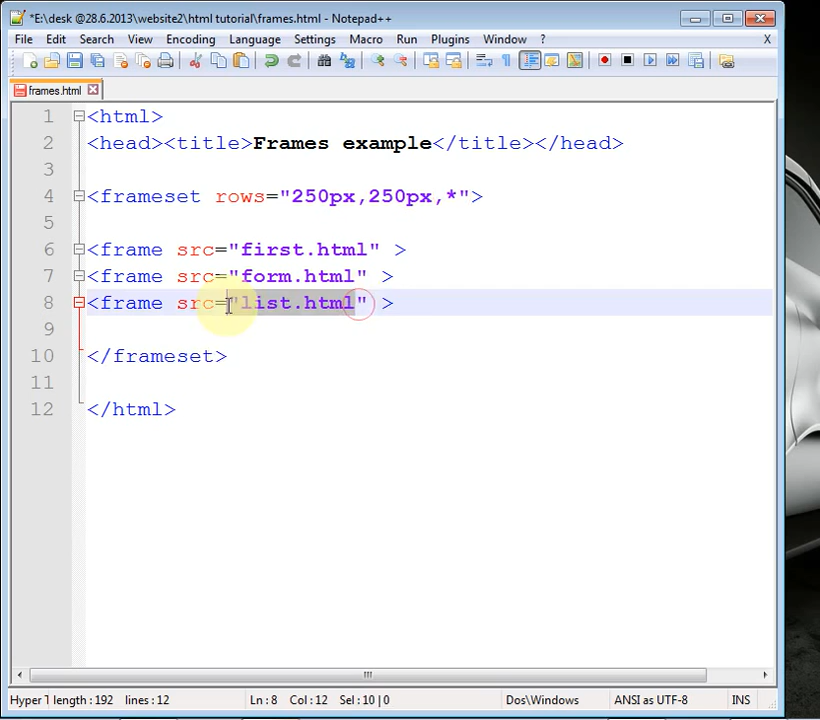 *E:\desk @28.6.2013\website2\html tutorial\frames.html - Notepad++
File Edit Search View Encoding Language Settings Macro Run Plugins Window ? X
frames.html
1 <html>
2 <head><title>Frames example</title></head>
3
4 <frameset rows="250px,250px,*">
5
6 <frame src="first.html" >
7 <frame src="form.html" >
8 <frame src="list.html" >
9
10 </frameset>
11
12 </html>
Hyper T length : 192 lines : 12 Ln : 8 Col : 12 Sel : 10 | 0 Dos\Windows ANSI as UTF-8 INS